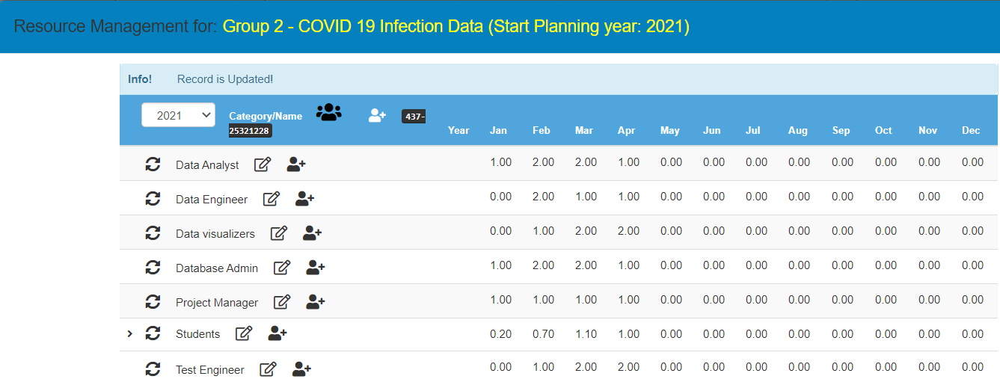 Resource Management for: Group 2 - COVID 19 Infection Data (Start Planning year: 2021)
Info! Record is Updated!
2021 Category/Name 437-
25321228
Year Jan Feb Mar Apr May Jun Jul Aug Sep Oct Nov Dec
Data Analyst 1.00 2.00 2.00 1.00 0.00 0.00 0.00 0.00 0.00 0.00 0.00 0.00
Data Engineer 0.00 2.00 1.00 1.00 0.00 0.00 0.00 0.00 0.00 0.00 0.00 0.00
Data visualizers 0.00 1.00 2.00 2.00 0.00 0.00 0.00 0.00 0.00 0.00 0.00 0.00
Database Admin 1.00 2.00 2.00 1.00 0.00 0.00 0.00 0.00 0.00 0.00 0.00 0.00
Project Manager 1.00 1.00 1.00 1.00 0.00 0.00 0.00 0.00 0.00 0.00 0.00 0.00
Students 0.20 0.70 1.10 1.00 0.00 0.00 0.00 0.00 0.00 0.00 0.00 0.00
Test Engineer 0.00 1.00 2.00 2.00 0.00 0.00 0.00 0.00 0.00 0.00 0.00 0.00